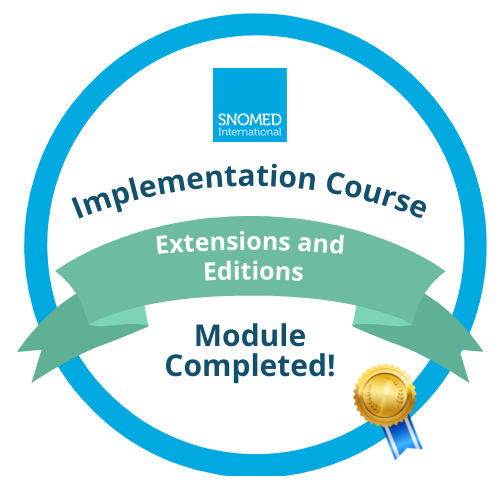 SNOMED
International
Implementation Course
Extensions and
Editions
Module
Completed!